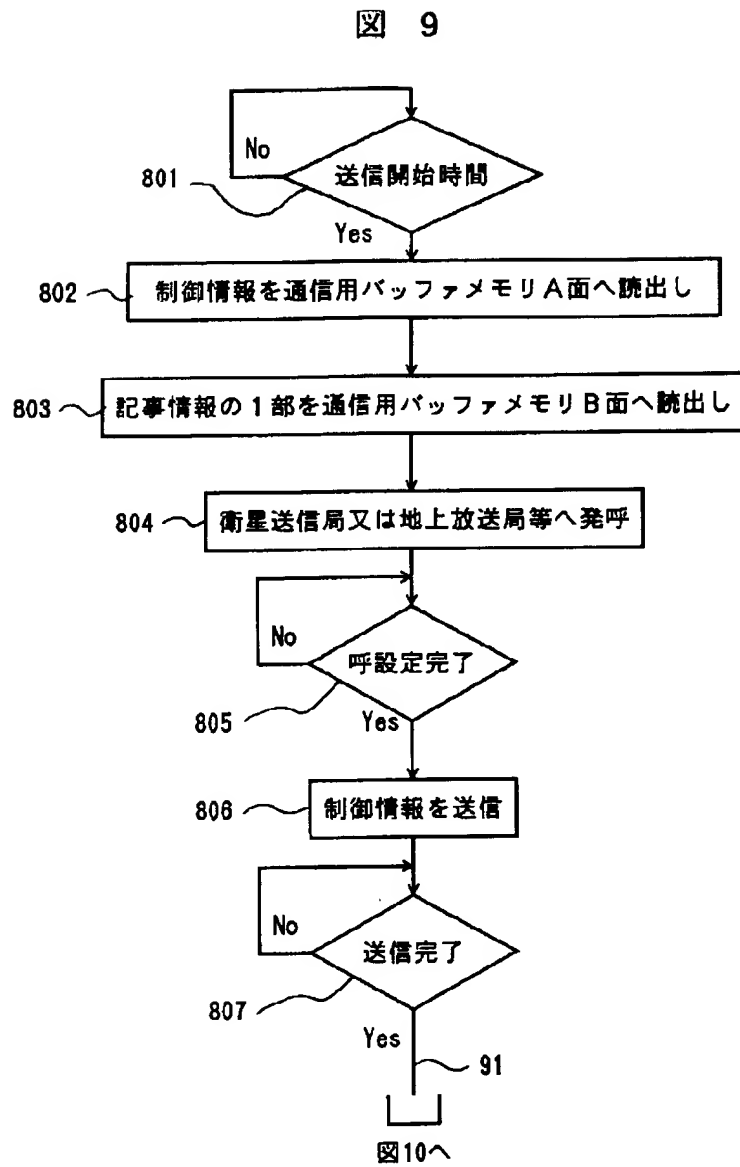 図 9
No
801
送信開始時間
Yes
802
制御情報を通信用バッファメモリA面へ読出し
803
記事情報の1部を通信用バッファメモリB面へ読出し
804
衛星送信局又は地上放送局等へ発呼
No
呼設定完了
805
Yes
806
制御情報を送信
No
送信完了
807
Yes
91
図10へ